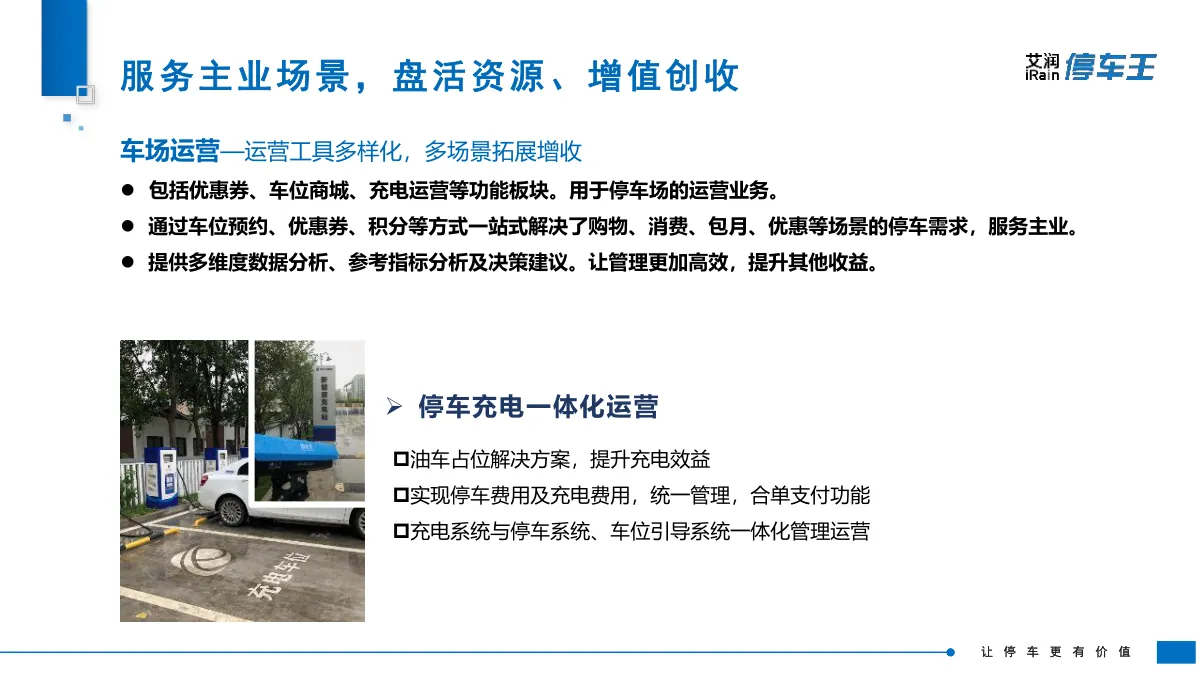 服务主业场景，盘活资源、增值创收
艾润
iRain 停车王
车场运营—运营工具多样化，多场景拓展增收
● 包括优惠券、车位商城、充电运营等功能板块。用于停车场的运营业务。
● 通过车位预约、优惠券、积分等方式一站式解决了购物、消费、包月、优惠等场景的停车需求，服务主业。
● 提供多维度数据分析、参考指标分析及决策建议。让管理更加高效，提升其他收益。
新能源充电站
充电车位
➢ 停车充电一体化运营
油车占位解决方案，提升充电效益
实现停车费用及充电费用，统一管理，合单支付功能
充电系统与停车系统、车位引导系统一体化管理运营
让停车更有价值